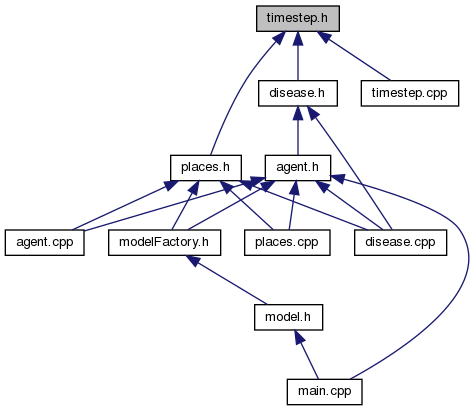 timestep.h
disease.h
timestep.cpp
places.h
agent.h
agent.cpp
modelFactory.h
places.cpp
disease.cpp
model.h
main.cpp